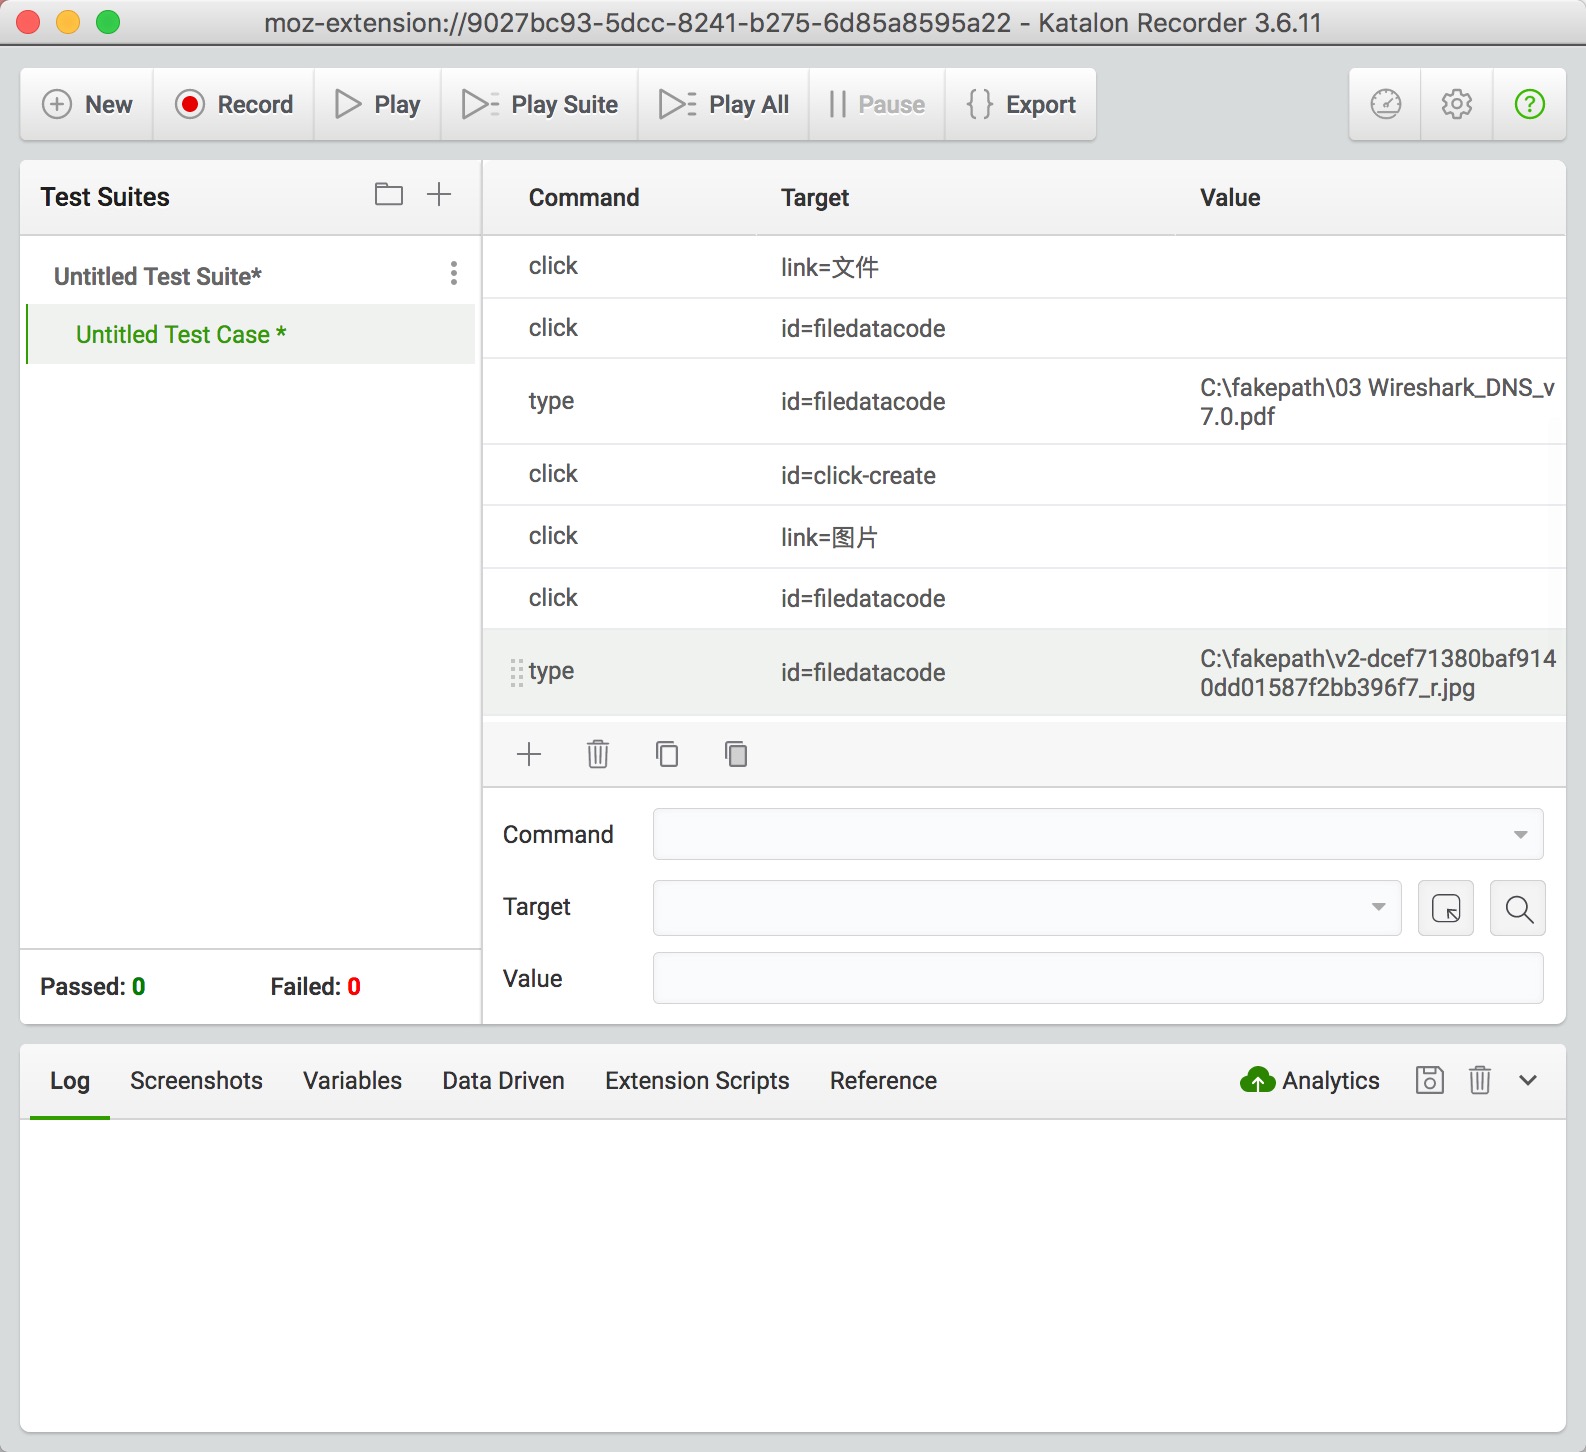 moz-extension://9027bc93-5dcc-8241-b275-6d85a8595a22 - Katalon Recorder 3.6.11
New Record Play Play Suite Play All Pause Export
Test Suites
Untitled Test Suite*
Untitled Test Case *
Passed: 0 Failed: 0
Command Target Value
click link=文件
click id=filedatacode
type id=filedatacode C:\fakepath\03 Wireshark_DNS_v
7.0.pdf
click id=click-create
click link=图片
click id=filedatacode
type id=filedatacode C:\fakepath\v2-dcef71380baf914
0dd01587f2bb396f7_r.jpg
Command
Target
Value
Log Screenshots Variables Data Driven Extension Scripts Reference Analytics